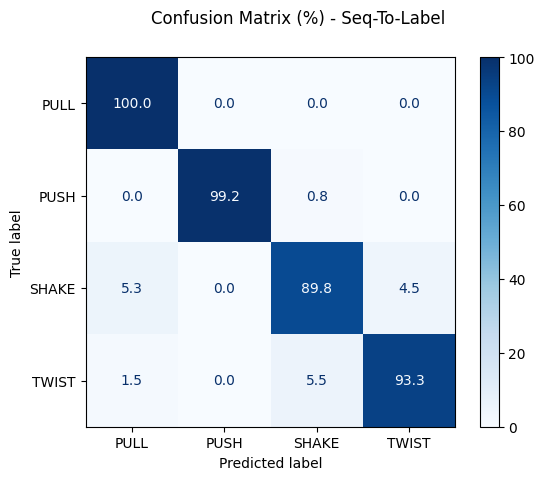 Confusion Matrix (%) - Seq-To-Label
PULL 100.0 0.0 0.0 0.0
PUSH 0.0 99.2 0.8 0.0
SHAKE 5.3 0.0 89.8 4.5
TWIST 1.5 0.0 5.5 93.3
PULL PUSH SHAKE TWIST
Predicted label
True label
100
80
60
40
20
0